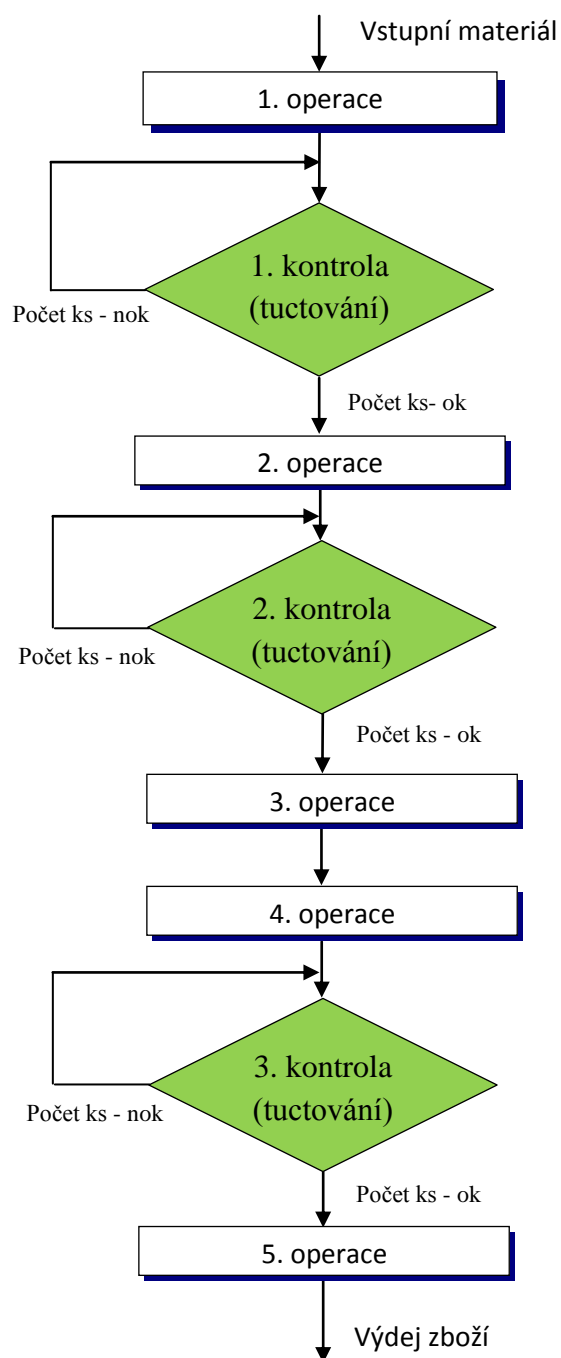 Vstupní materiál
1. operace
1. kontrola
(tuctování)
Počet ks - nok
Počet ks- ok
2. operace
2. kontrola
(tuctování)
Počet ks - nok
Počet ks - ok
3. operace
4. operace
3. kontrola
(tuctování)
Počet ks - nok
Počet ks - ok
5. operace
Výdej zboží